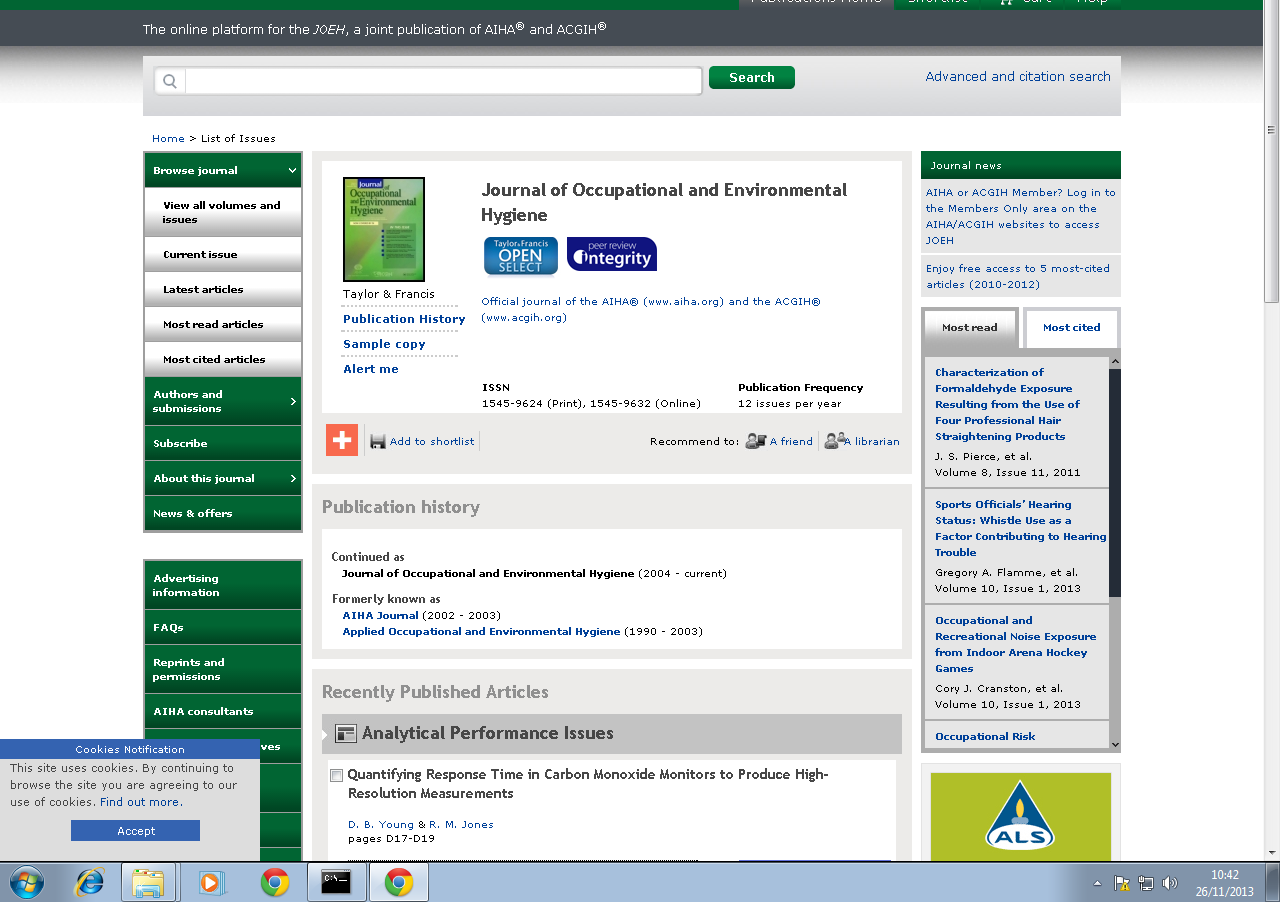 Publications Home
Shortlist
Cart
Help
The online platform for the JOEH, a joint publication of AIHA® and ACGIH®
Search
Advanced and citation search
Home > List of Issues
Browse journal
View all volumes and
issues
Current issue
Latest articles
Most read articles
Most cited articles
Authors and
submissions
Subscribe
About this journal
News & offers
Advertising
information
FAQs
Reprints and
permissions
AIHA consultants
ves
Cookies Notification
This site uses cookies. By continuing to
browse the site you are agreeing to our
use of cookies. Find out more.
Accept
Journal of
Occupational and
Environmental
Hygiene
Taylor & Francis
Publication History
Sample copy
Alert me
Journal of Occupational and Environmental
Hygiene
Taylor & Francis
OPEN
SELECT
peer review
integrity
Official journal of the AIHA® (www.aiha.org) and the ACGIH®
(www.acgih.org)
ISSN
1545-9624 (Print), 1545-9632 (Online)
Publication Frequency
12 issues per year
Add to shortlist
Recommend to:
A friend
A librarian
Publication history
Continued as
Journal of Occupational and Environmental Hygiene (2004 - current)
Formerly known as
AIHA Journal (2002 - 2003)
Applied Occupational and Environmental Hygiene (1990 - 2003)
Recently Published Articles
Analytical Performance Issues
Quantifying Response Time in Carbon Monoxide Monitors to Produce High-
Resolution Measurements
D. B. Young & R. M. Jones
pages D17-D19
Journal news
AIHA or ACGIH Member? Log in to
the Members Only area on the
AIHA/ACGIH websites to access
JOEH
Enjoy free access to 5 most-cited
articles (2010-2012)
Most read
Most cited
Characterization of
Formaldehyde Exposure
Resulting from the Use of
Four Professional Hair
Straightening Products
J. S. Pierce, et al.
Volume 8, Issue 11, 2011
Sports Officials’ Hearing
Status: Whistle Use as a
Factor Contributing to Hearing
Trouble
Gregory A. Flamme, et al.
Volume 10, Issue 1, 2013
Occupational and
Recreational Noise Exposure
from Indoor Arena Hockey
Games
Cory J. Cranston, et al.
Volume 10, Issue 1, 2013
Occupational Risk
ALS
C:\_
10:42
26/11/2013